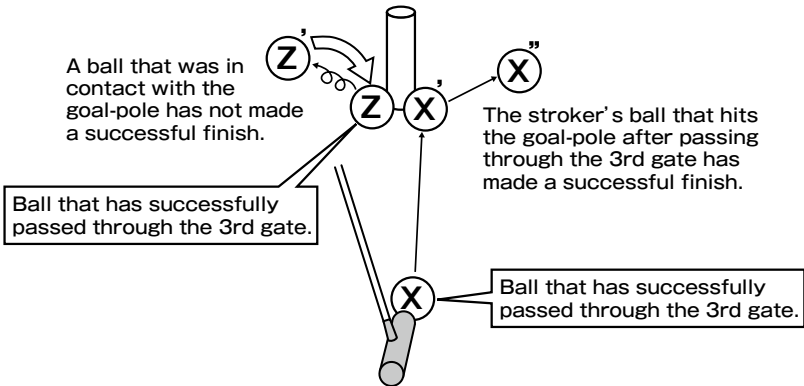 A ball that was in
contact with the
goal-pole has not made
a successful finish.
Z'
Z
X'
X"
The stroker's ball that hits
the goal-pole after passing
through the 3rd gate has
made a successful finish.
Ball that has successfully
passed through the 3rd gate.
X
Ball that has successfully
passed through the 3rd gate.